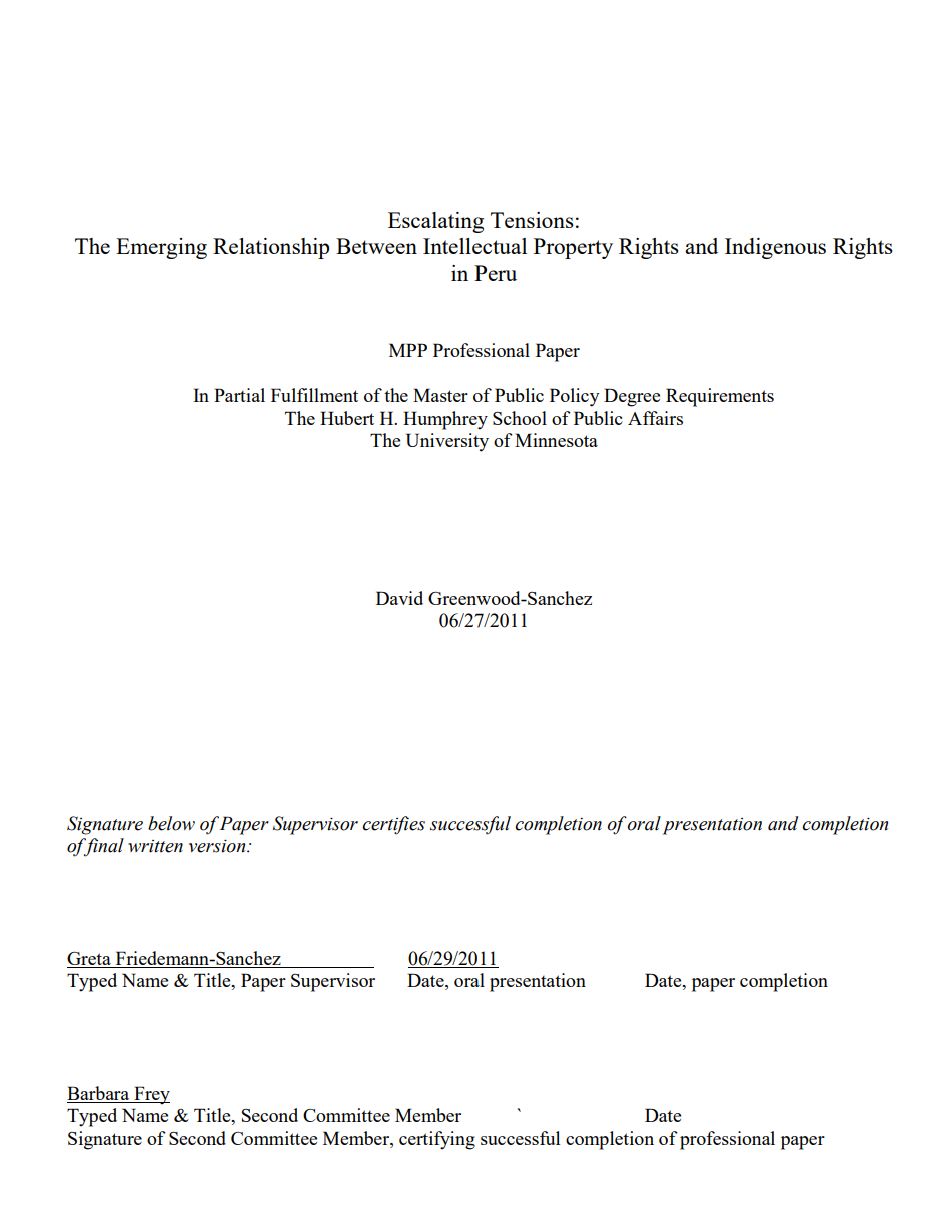 Escalating Tensions:
The Emerging Relationship Between Intellectual Property Rights and Indigenous Rights
in Peru
MPP Professional Paper
In Partial Fulfillment of the Master of Public Policy Degree Requirements
The Hubert H. Humphrey School of Public Affairs
The University of Minnesota
David Greenwood-Sanchez
06/27/2011
Signature below of Paper Supervisor certifies successful completion of oral presentation and completion
of final written version:
Greta Friedemann-Sanchez 06/29/2011
Typed Name & Title, Paper Supervisor Date, oral presentation Date, paper completion
Barbara Frey
Typed Name & Title, Second Committee Member ` Date
Signature of Second Committee Member, certifying successful completion of professional paper